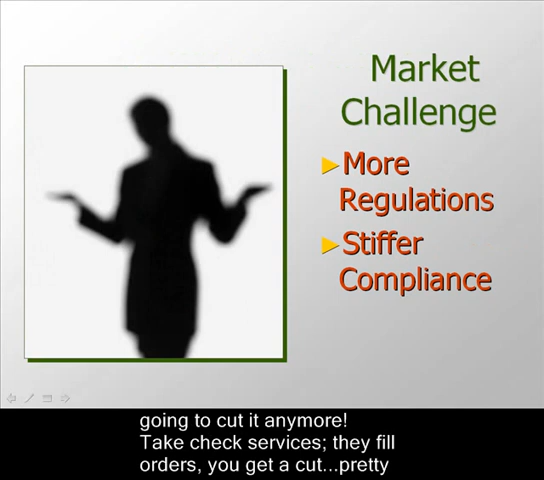 Market
Challenge
►More
Regulations
►Stiffer
Compliance
going to cut it anymore!
Take check services; they fill
orders, you get a cut...pretty